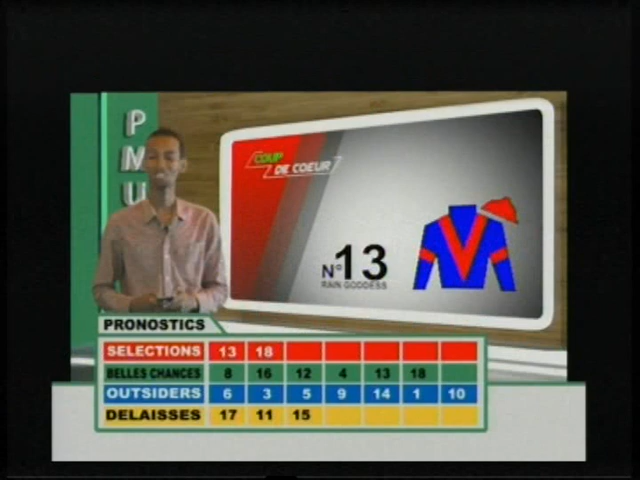 PMU
COUP
DE COEUR
N°13
RAIN GODDESS
PRONOSTICS
SELECTIONS 13 18
BELLES CHANCES 8 16 12 4 13 18
OUTSIDERS 6 3 5 9 14 1 10
DELAISSES 17 11 15